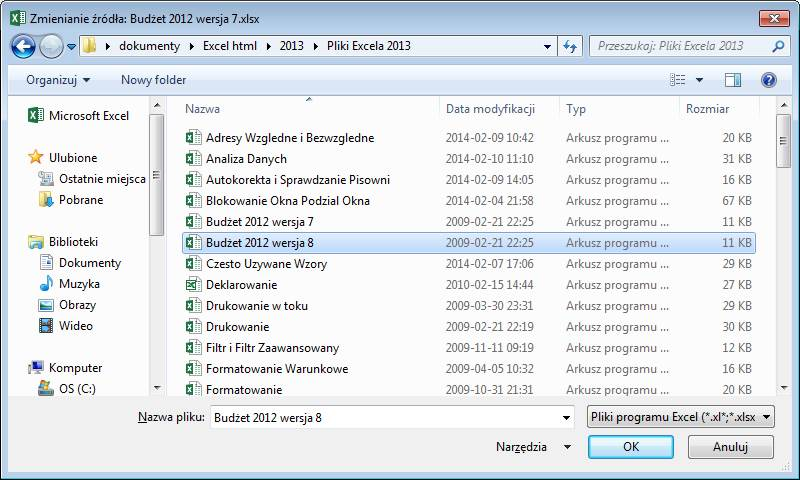 Zmienianie źródła: Budżet 2012 wersja 7.xlsx
dokumenty Excel html 2013 Pliki Excela 2013 Przeszukaj: Pliki Excela 2013
Organizuj Nowy folder
Microsoft Excel
Ulubione
Ostatnie miejsca
Pobrane
Biblioteki
Dokumenty
Muzyka
Obrazy
Wideo
Komputer
OS (C:)
Nazwa Data modyfikacji Typ Rozmiar
Adresy Wzgledne i Bezwzgledne 2014-02-09 10:42 Arkusz programu ... 20 KB
Analiza Danych 2014-02-10 11:10 Arkusz programu ... 31 KB
Autokorekta i Sprawdzanie Pisowni 2014-02-09 14:05 Arkusz programu ... 16 KB
Blokowanie Okna Podzial Okna 2014-02-04 21:58 Arkusz programu ... 67 KB
Budżet 2012 wersja 7 2009-02-21 22:25 Arkusz programu ... 11 KB
Budżet 2012 wersja 8 2009-02-21 22:25 Arkusz programu ... 11 KB
Czesto Uzywane Wzory 2014-02-07 17:06 Arkusz programu ... 29 KB
Deklarowanie 2010-02-15 14:44 Arkusz programu ... 27 KB
Drukowanie w toku 2009-03-30 23:31 Arkusz programu ... 29 KB
Drukowanie 2009-02-21 22:19 Arkusz programu ... 30 KB
Filtr i Filtr Zaawansowany 2009-11-11 09:19 Arkusz programu ... 12 KB
Formatowanie Warunkowe 2009-04-05 10:32 Arkusz programu ... 16 KB
Formatowanie 2009-10-31 21:31 Arkusz programu ... 20 KB
Nazwa pliku: Budżet 2012 wersja 8 Pliki programu Excel (*.xl*;*.xlsx
Narzędzia OK Anuluj